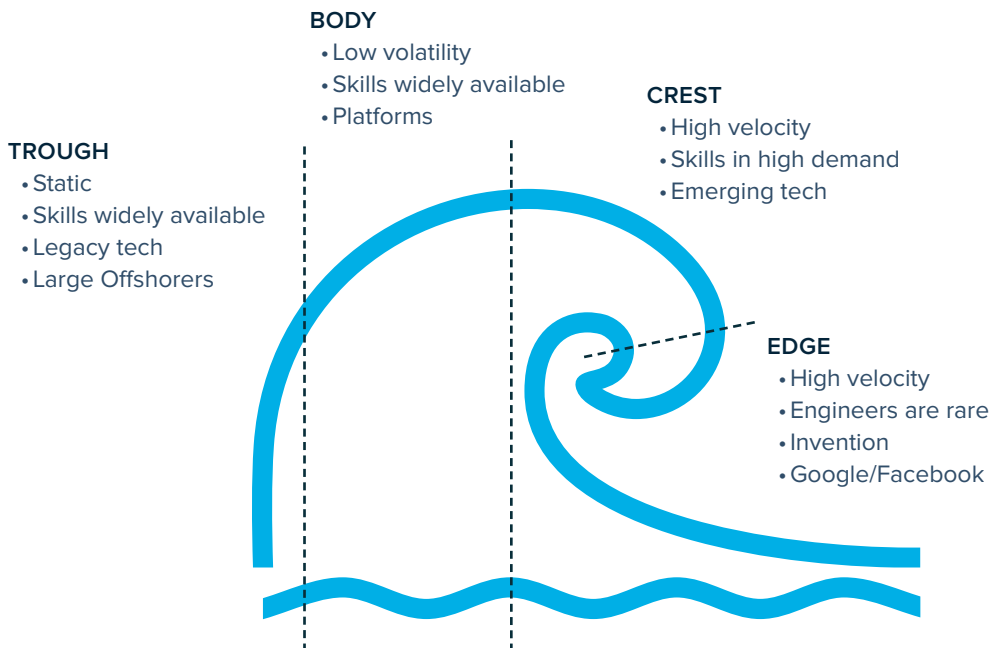 BODY
• Low volatility
• Skills widely available
• Platforms
CREST
• High velocity
• Skills in high demand
• Emerging tech
TROUGH
• Static
• Skills widely available
• Legacy tech
• Large Offshorers
EDGE
• High velocity
• Engineers are rare
• Invention
• Google/Facebook